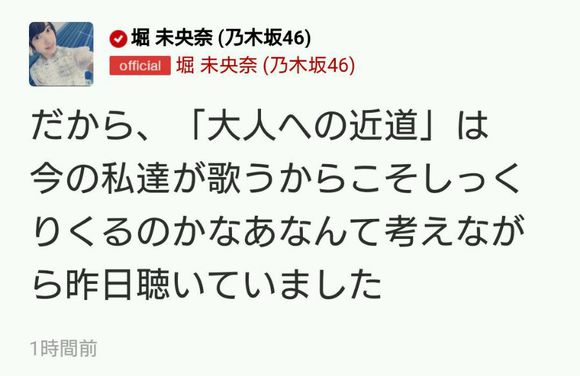 堀 未央奈 (乃木坂46)
official 堀 未央奈 (乃木坂46)
だから、「大人への近道」は
今の私達が歌うからこそしっく
りくるのかなあなんて考えなが
ら昨日聴いていました
1時間前